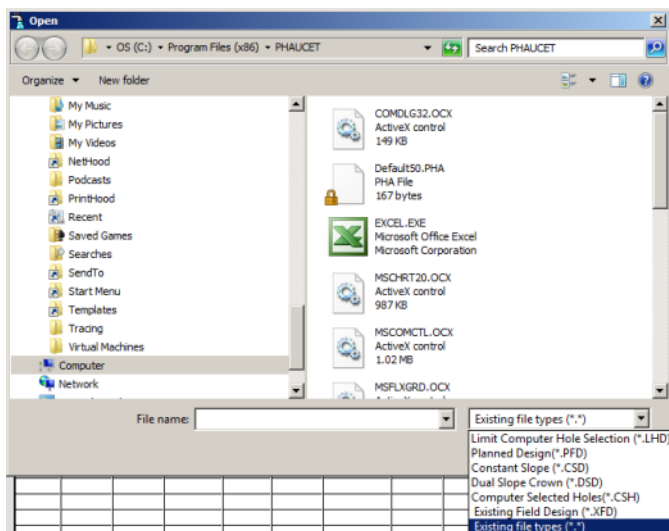 Open
OS (C:) Program Files (x86) PHAUCET
Search PHAUCET
Organize
New folder
My Music
My Pictures
My Videos
NetHood
Podcasts
PrintHood
Recent
Saved Games
Searches
SendTo
Start Menu
Templates
Tracing
Virtual Machines
Computer
Network
COMDLG32.OCX
ActiveX control
149 KB
Default50.PHA
PHA File
167 bytes
EXCEL.EXE
Microsoft Office Excel
Microsoft Corporation
MSCHRT20.OCX
ActiveX control
987 KB
MSCOMCTL.OCX
ActiveX control
1.02 MB
MSFLXGRD.OCX
File name:
Existing file types (*.*)
Limit Computer Hole Selection (*.LHD)
Planned Design(*.PFD)
Constant Slope (*.CSD)
Dual Slope Crown (*.DSD)
Computer Selected Holes(*.CSH)
Existing Field Design (*.XFD)
Existing file types (*.*)